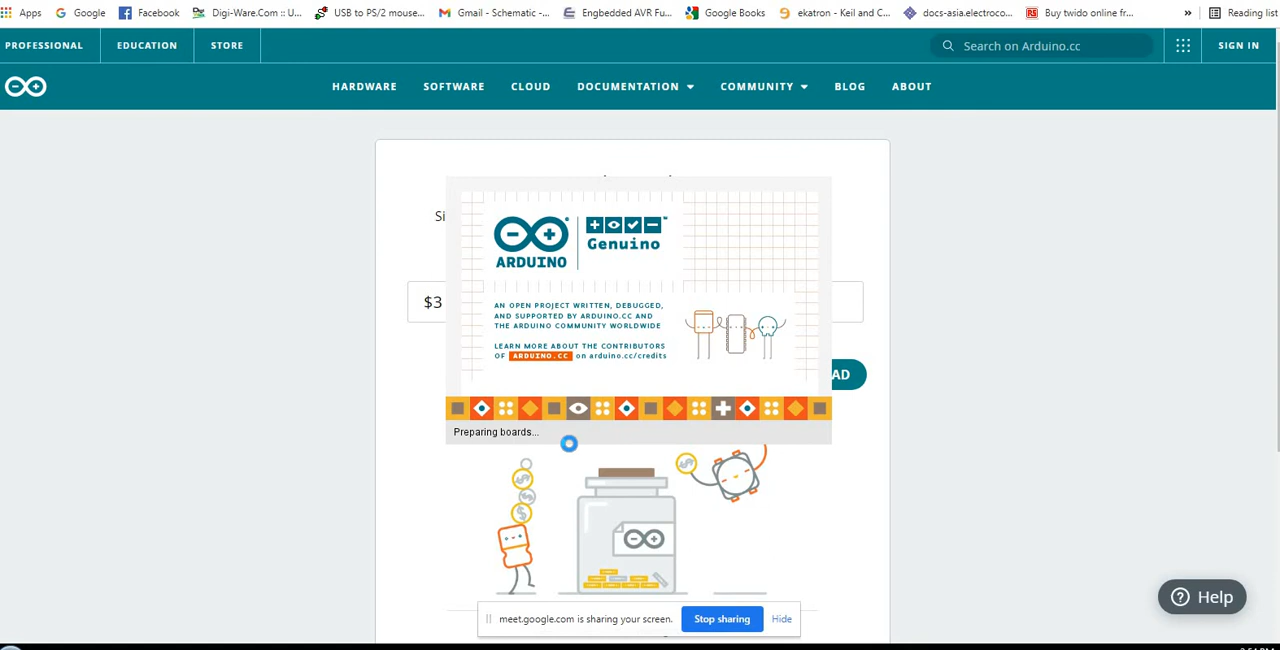 Apps Google Facebook Digi-Ware.Com :: U... USB to PS/2 mouse... Gmail - Schematic -... Engbedded AVR Fu... Google Books ekatron - Keil and C... docs-asia.electroco... Buy twido online fr... » Reading list
PROFESSIONAL EDUCATION STORE Search on Arduino.cc SIGN IN
HARDWARE SOFTWARE CLOUD DOCUMENTATION COMMUNITY BLOG ABOUT
Si
ARDUINO Genuino
AN OPEN PROJECT WRITTEN, DEBUGGED,
AND SUPPORTED BY ARDUINO.CC AND
THE ARDUINO COMMUNITY WORLDWIDE
$3
LEARN MORE ABOUT THE CONTRIBUTORS
OF ARDUINO.CC on arduino.cc/credits
AD
Preparing boards...
Help
meet.google.com is sharing your screen. Stop sharing Hide